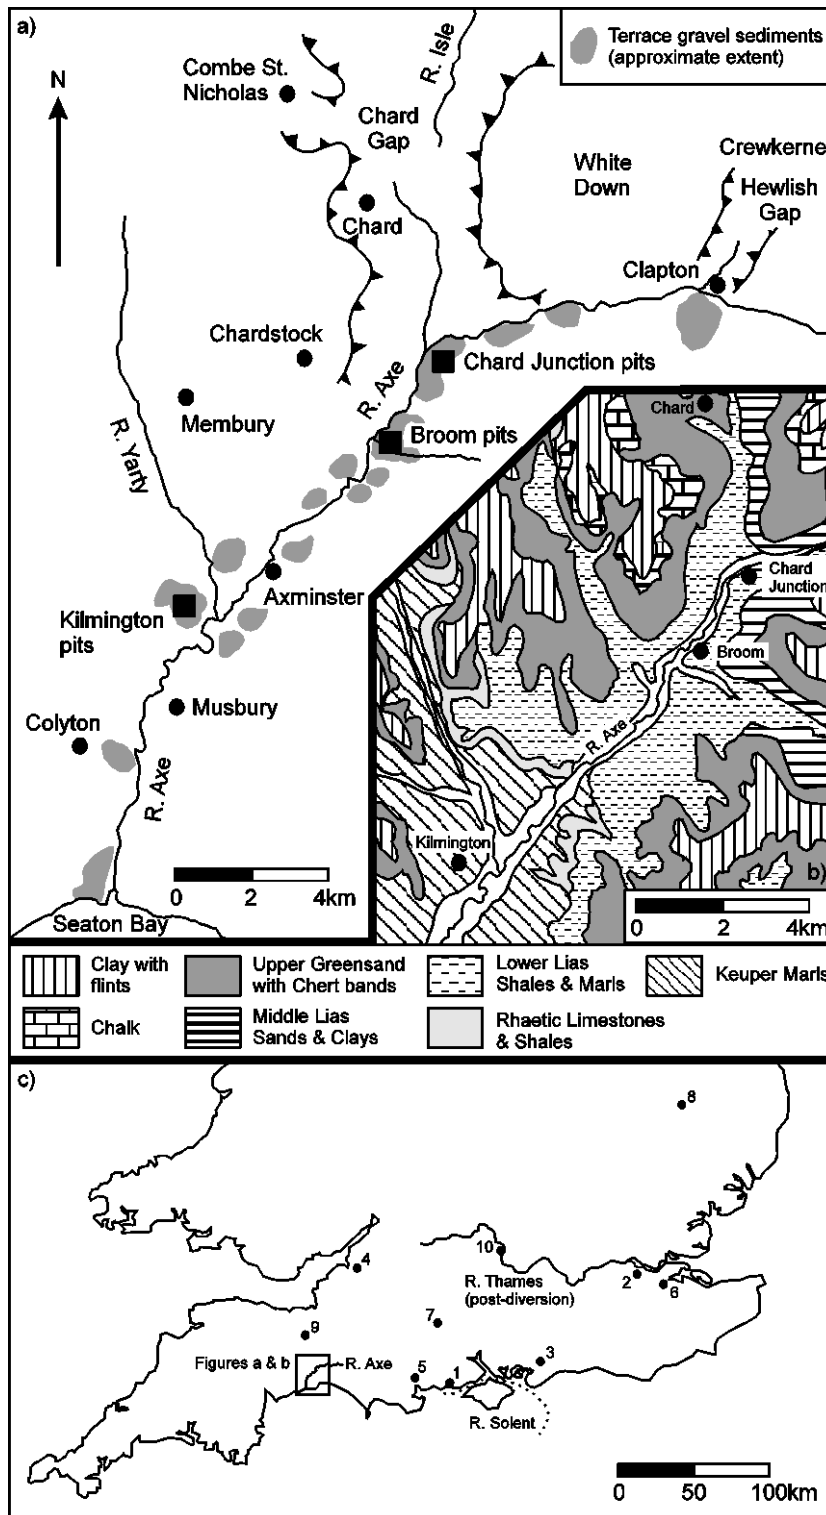 a)
Terrace gravel sediments
(approximate extent)
N
Combe St.
Nicholas
R. Isle
Chard
Gap
Crewkerne
White
Down
Hewlish
Gap
Chard
Clapton
Chardstock
Chard Junction pits
R. Axe
Membury
R. Yarty
Broom pits
Axminster
Kilmington
pits
Musbury
Colyton
R. Axe
0 2 4km
Seaton Bay
Chard
Chard
Junction
Broom
R. Axe
Kilmington
b)
0 2 4km
Clay with
flints
Upper Greensand
with Chert bands
Lower Lias
Shales & Marls
Keuper Marls
Chalk
Middle Lias
Sands & Clays
Rhaetic Limestones
& Shales
c)
8
10
4
R. Thames
(post-diversion)
2
6
7
9
3
Figures a & b
R. Axe
5
1
R. Solent
0 50 100km